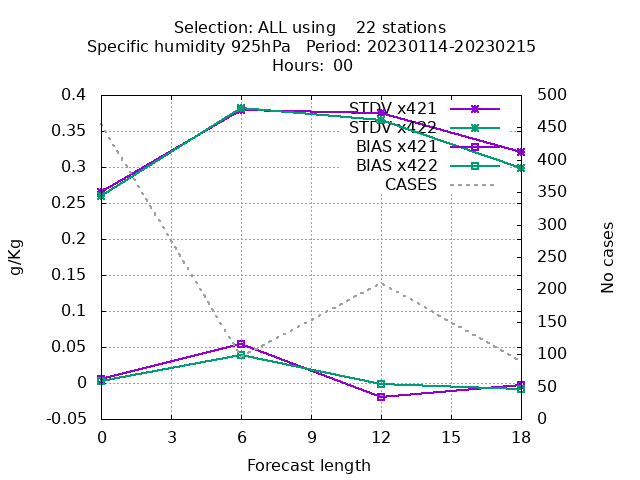 Selection: ALL using    22 stations
Specific humidity 925hPa   Period: 20230114-20230215
Hours:  00
0.4
0.35
0.3
0.25
0.2
0.15
0.1
0.05
0
-0.05
g/Kg
STDV x421
STDV x422
BIAS x421
BIAS x422
CASES
500
450
400
350
300
250
200
150
100
50
0
No cases
0 3 6 9 12 15 18
Forecast length